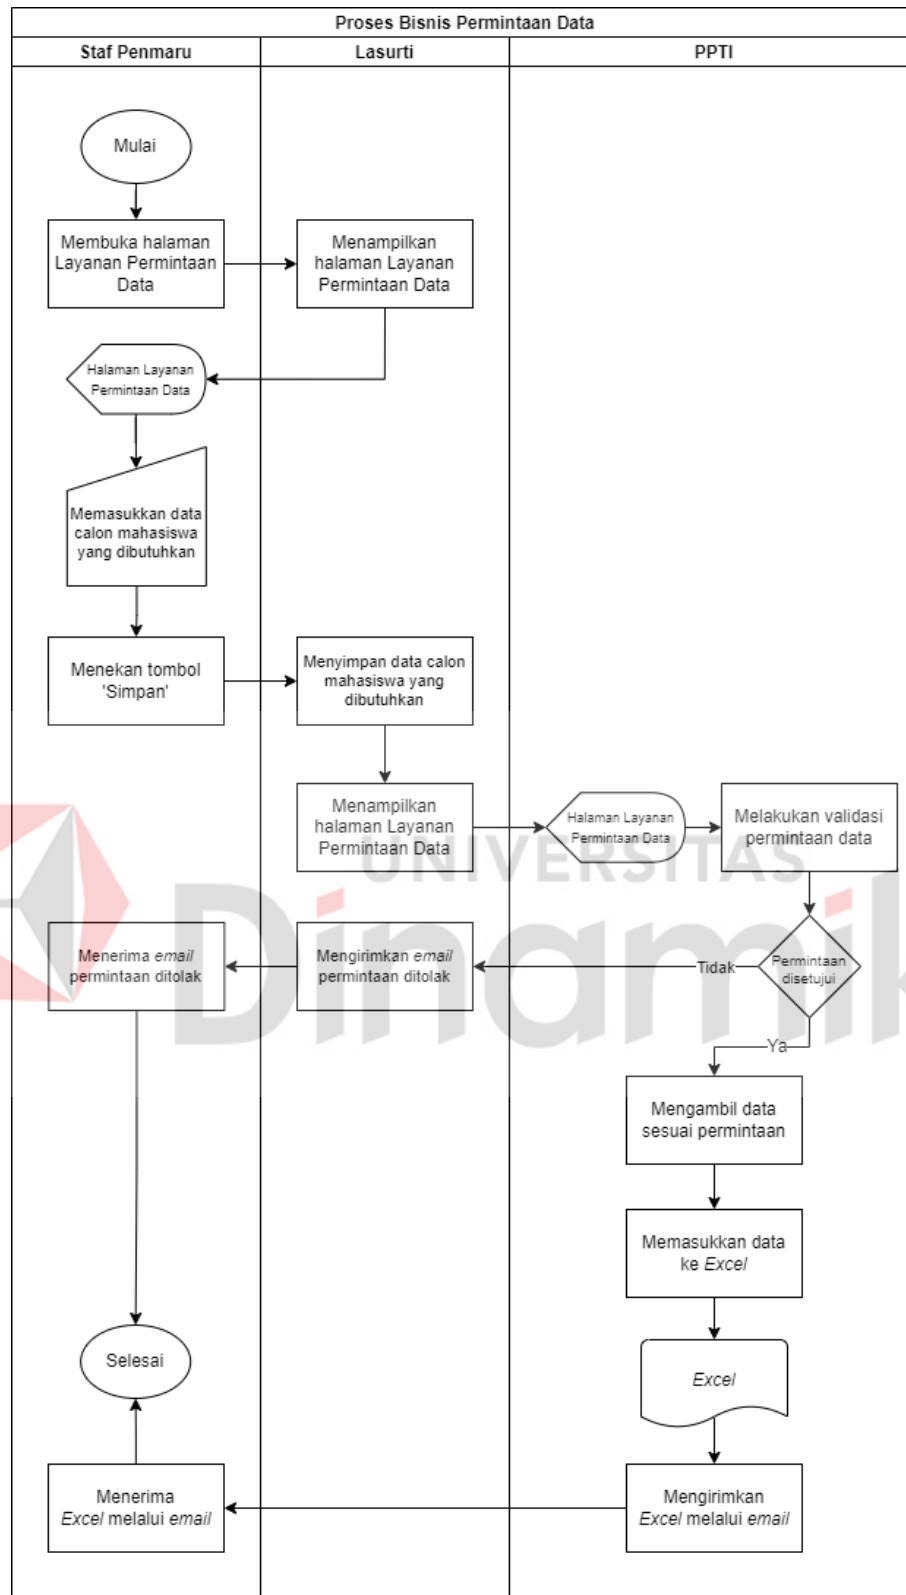 Proses Bisnis Permintaan Data
Staf Penmaru
Lasurti
PPTI
Mulai
Membuka halaman
Layanan Permintaan
Data
Menampilkan
halaman Layanan
Permintaan Data
Halaman Layanan
Permintaan Data
Memasukkan data
calon mahasiswa
yang dibutuhkan
Menekan tombol
'Simpan'
Menyimpan data calon
mahasiswa yang
dibutuhkan
Menampilkan
halaman Layanan
Permintaan Data
Halaman Layanan
Permintaan Data
Melakukan validasi
permintaan data
UNIVERSITAS
Dinamik
Permintaan
disetujui
Tidak
Mengirimkan email
permintaan ditolak
Menerima email
permintaan ditolak
Ya
Mengambil data
sesuai permintaan
Memasukkan data
ke Excel
Excel
Mengirimkan
Excel melalui email
Menerima
Excel melalui email
Selesai